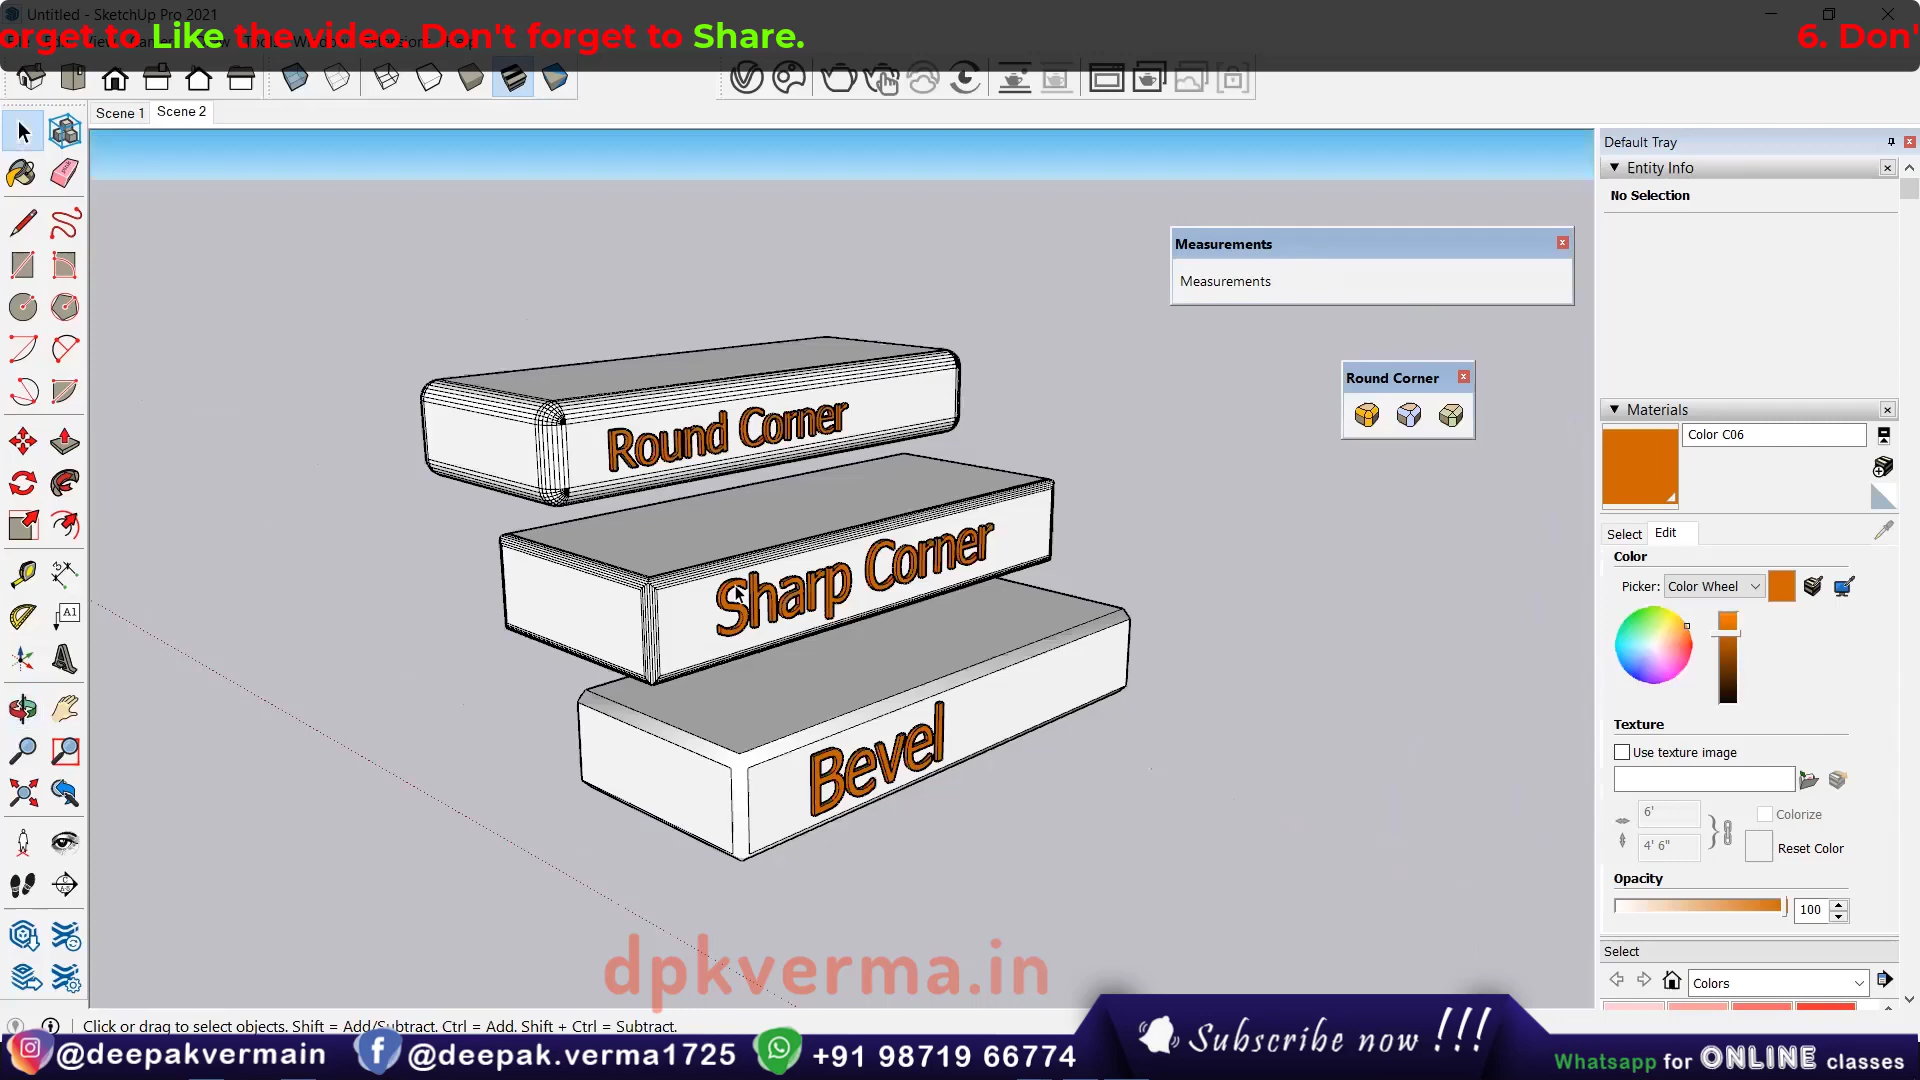 Untitled - SketchUp Pro 2021
orget to Like the video. Don't forget to Share.
6. Don'
Scene 1
Scene 2
Default Tray
Entity Info
No Selection
Measurements
Measurements
Round Corner
Round Corner
Sharp Corner
Bevel
Materials
Color C06
Select
Edit
Color
Picker:
Color Wheel
Texture
Use texture image
6'
Colorize
4' 6"
Reset Color
Opacity
100
Select
Colors
A1
dpkverma.in
Click or drag to select objects. Shift = Add/Subtract. Ctrl = Add. Shift + Ctrl = Subtract.
@deepakvermain
@deepak.verma1725
+91 98719 66774
Subscribe now !!!
Whatsapp for ONLINE classes